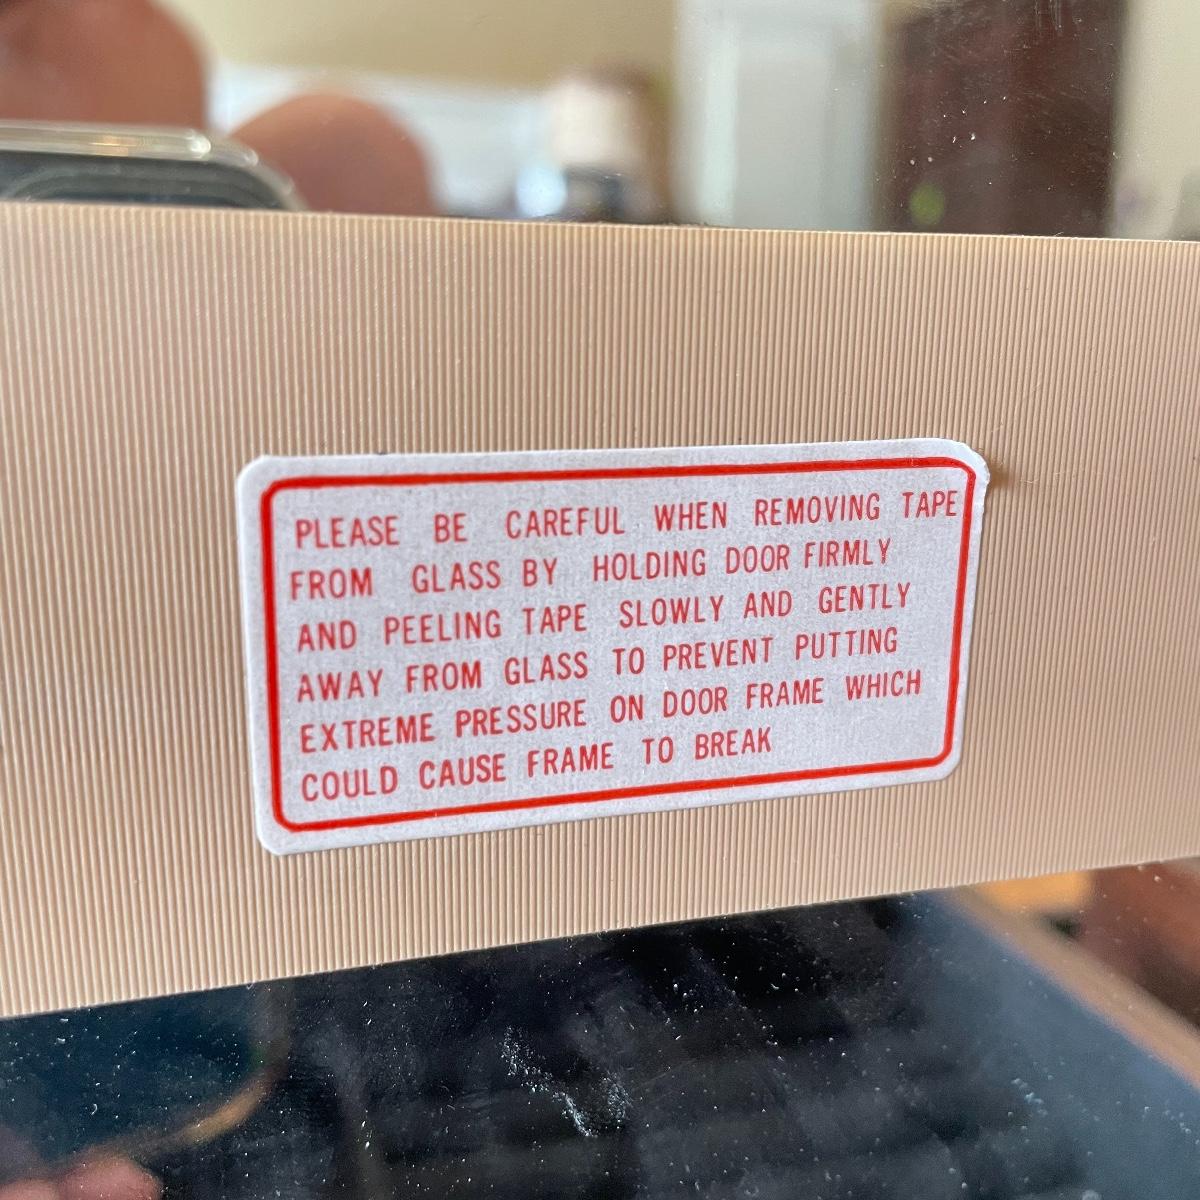 PLEASE BE CAREFUL WHEN REMOVING TAPE
FROM GLASS BY HOLDING DOOR FIRMLY
AND PEELING TAPE SLOWLY AND GENTLY
AWAY FROM GLASS TO PREVENT PUTTING
EXTREME PRESSURE ON DOOR FRAME WHICH
COULD CAUSE FRAME TO BREAK